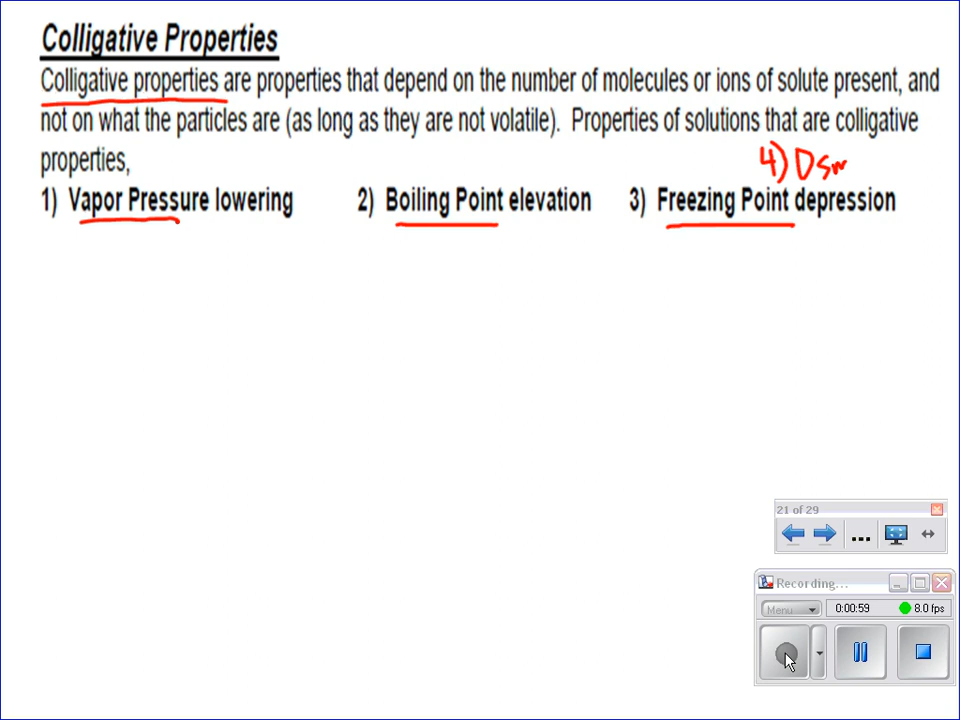 Colligative Properties
Colligative properties are properties that depend on the number of molecules or ions of solute present, and
not on what the particles are (as long as they are not volatile). Properties of solutions that are colligative
properties,
4)
1) Vapor Pressure lowering 2) Boiling Point elevation 3) Freezing Point depression
21 of 29
...
Recording...
Menu 0:00:59 8.0 fps